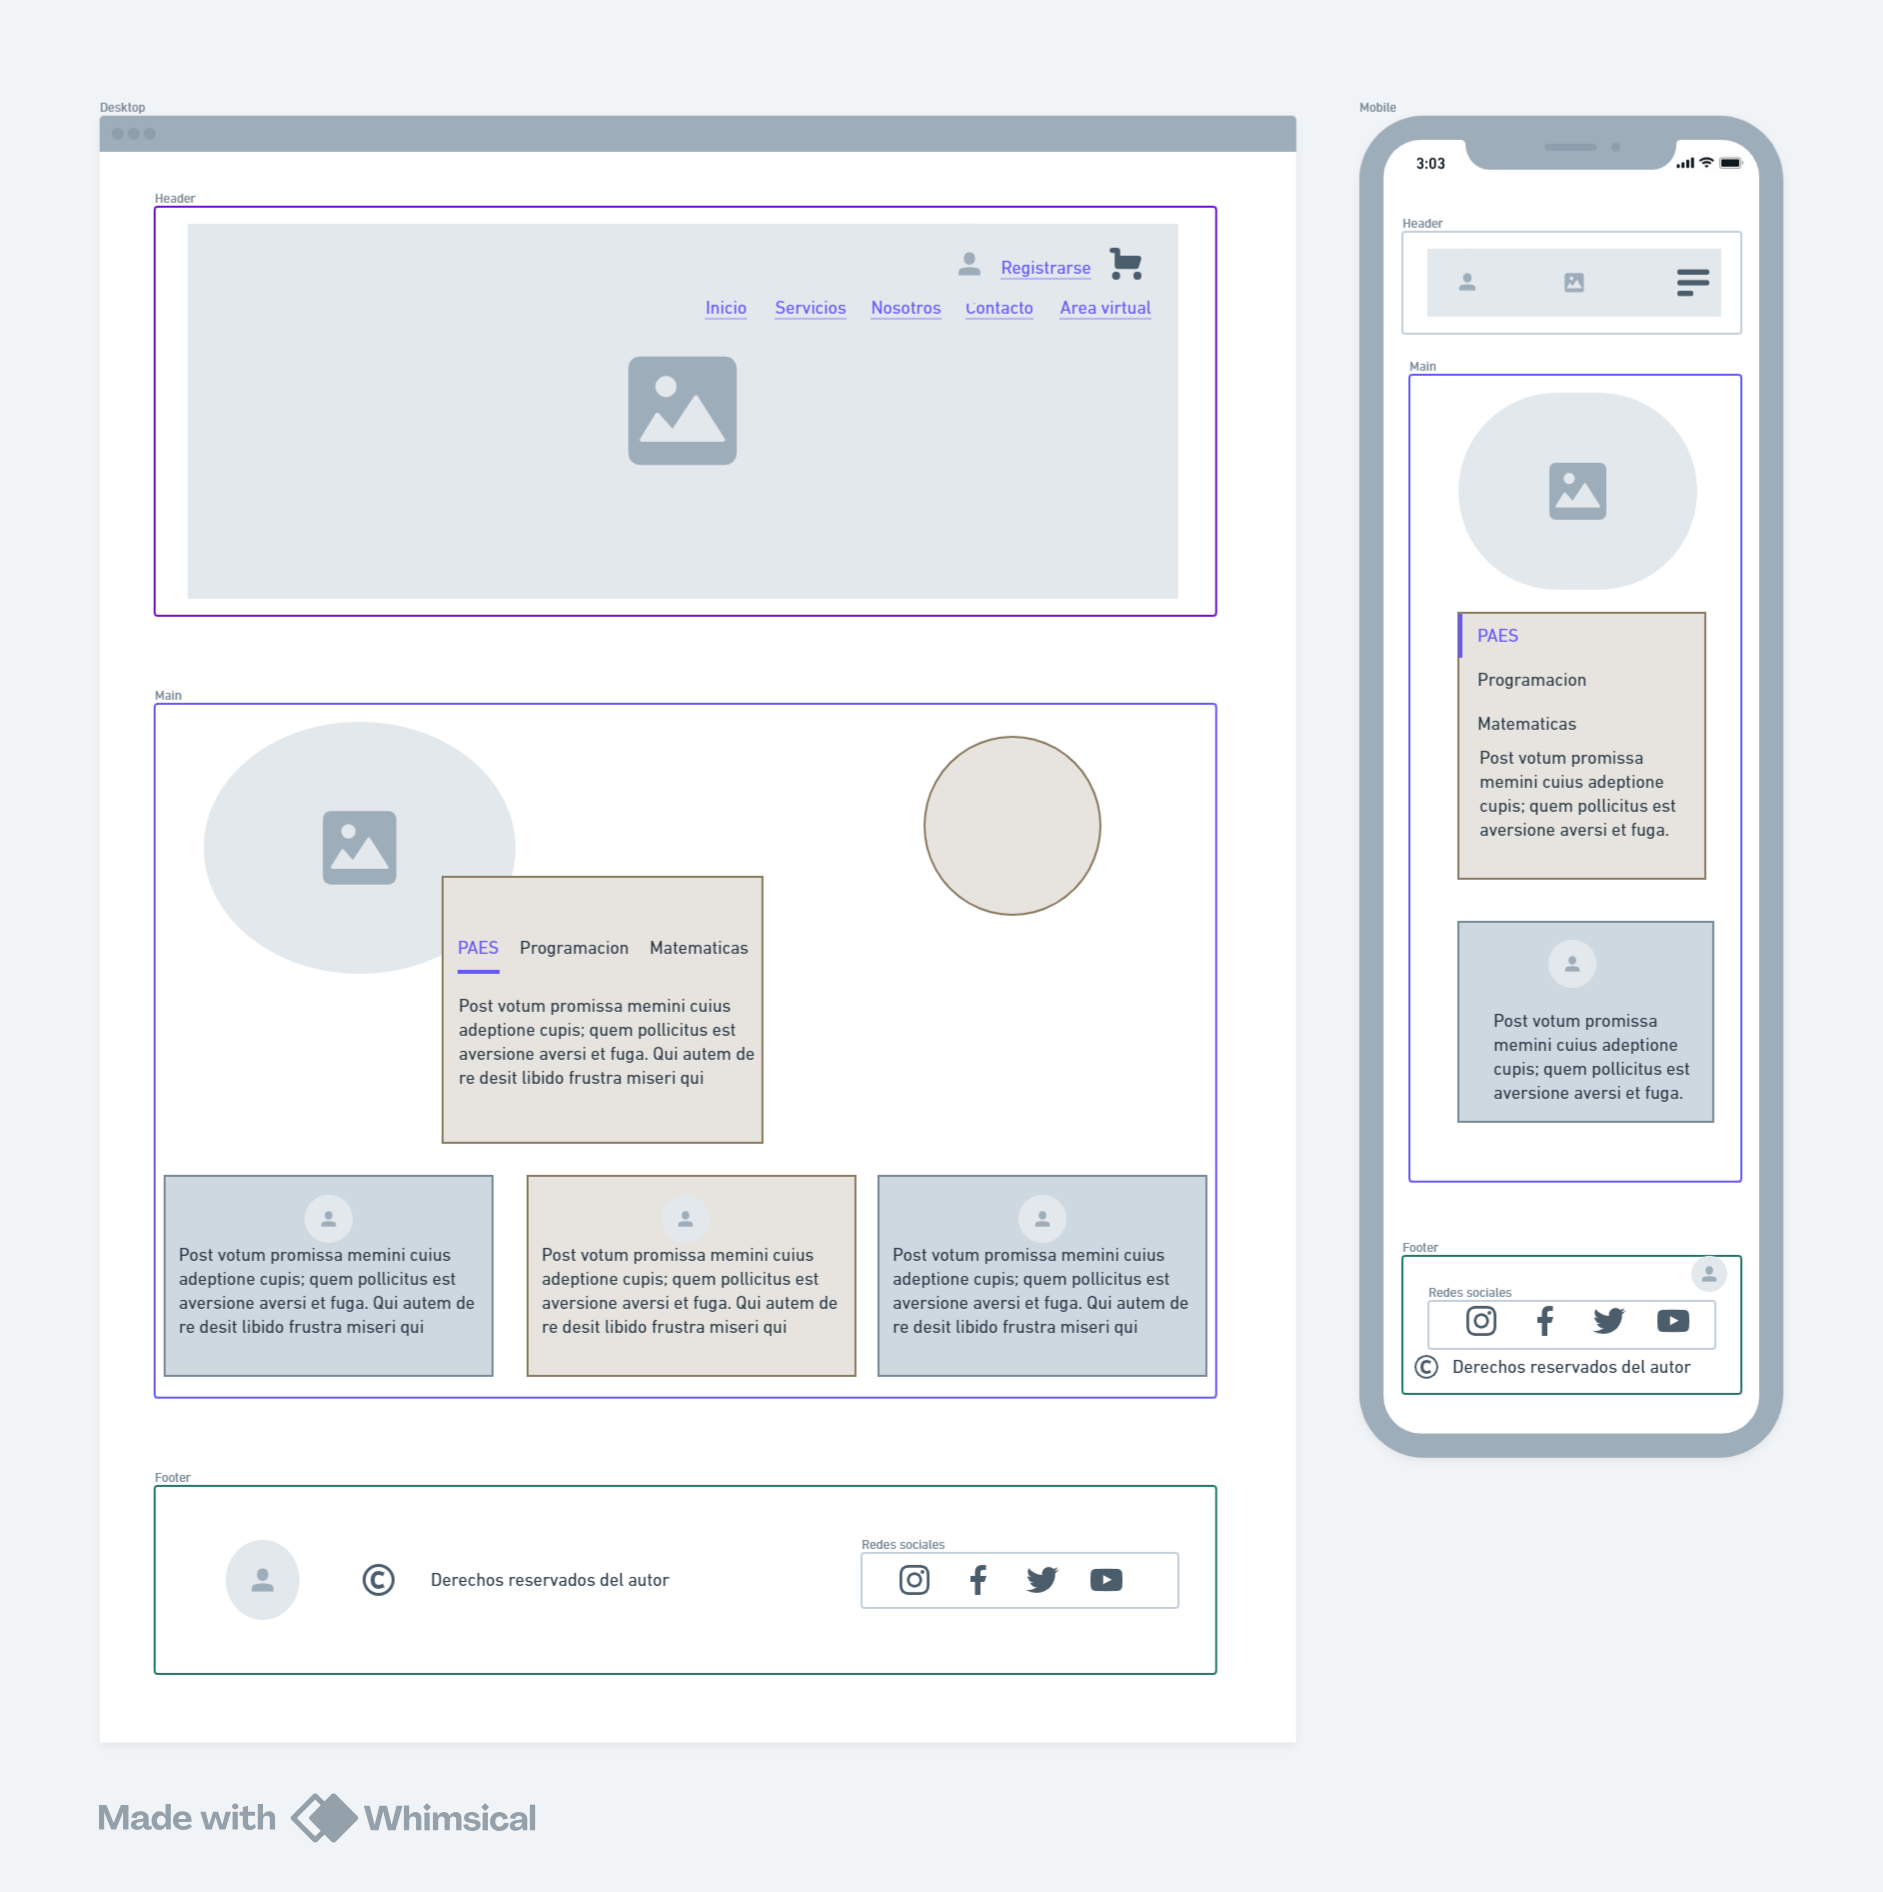 Desktop
Header
Registrarse
Inicio Servicios Nosotros Contacto Area virtual
Main
PAES Programacion Matematicas
Post votum promissa memini cuius
adeptione cupis; quem pollicitus est
aversione aversi et fuga. Qui autem de
re desit libido frustra miseri qui
Post votum promissa memini cuius
adeptione cupis; quem pollicitus est
aversione aversi et fuga. Qui autem de
re desit libido frustra miseri qui
Post votum promissa memini cuius
adeptione cupis; quem pollicitus est
aversione aversi et fuga. Qui autem de
re desit libido frustra miseri qui
Post votum promissa memini cuius
adeptione cupis; quem pollicitus est
aversione aversi et fuga. Qui autem de
re desit libido frustra miseri qui
Footer
© Derechos reservados del autor
Redes sociales
Mobile
3:03
Header
Main
PAES
Programacion
Matematicas
Post votum promissa
memini cuius adeptione
cupis; quem pollicitus est
aversione aversi et fuga.
Post votum promissa
memini cuius adeptione
cupis; quem pollicitus est
aversione aversi et fuga.
Footer
Redes sociales
© Derechos reservados del autor
Made with Whimsical